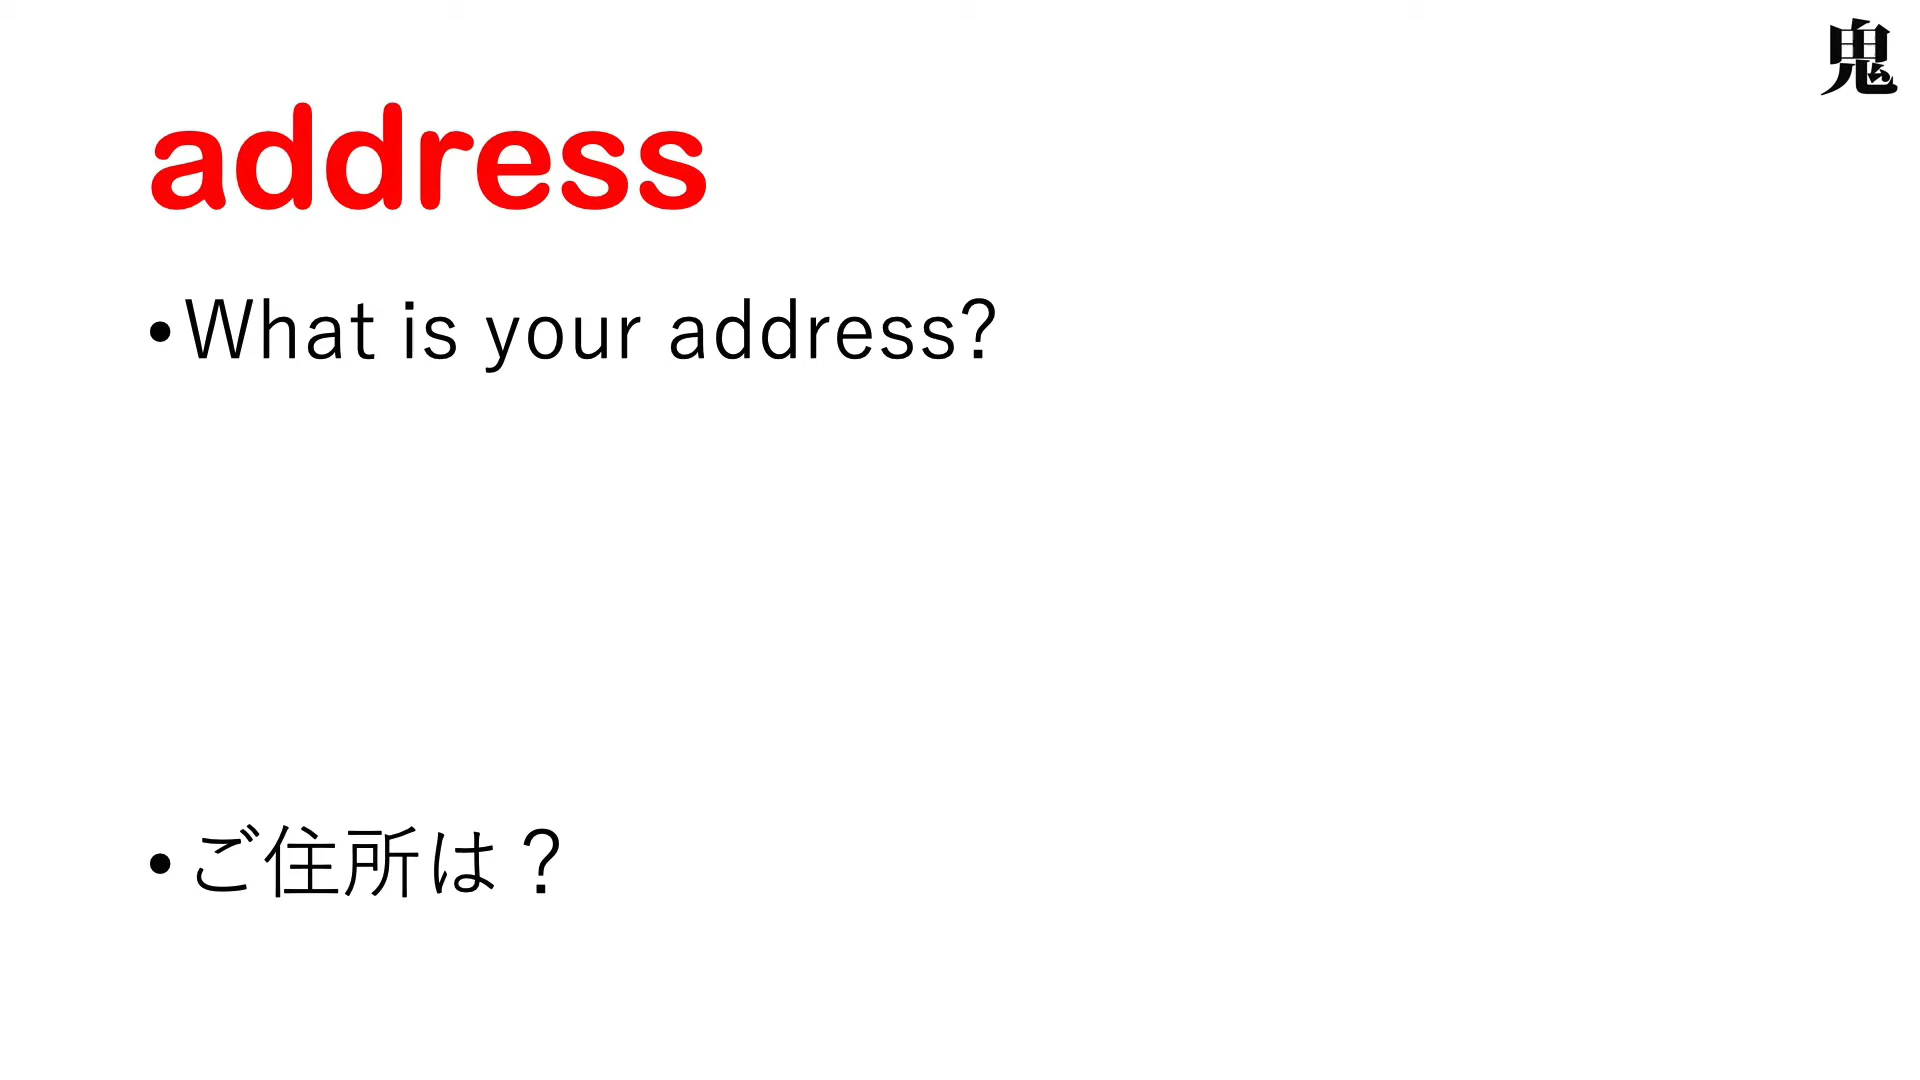 鬼
address
•What is your address?
•ご住所は？